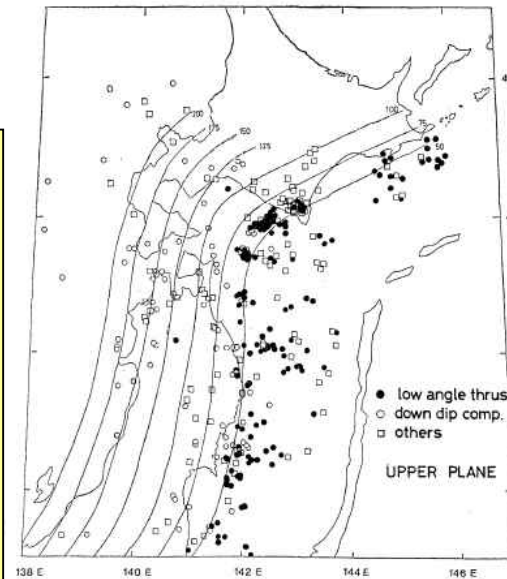 200
175
150
125
100
75
50
● low angle thrus
○ down dip comp.
□ others
UPPER PLANE
138 E
140 E
142 E
144 E
146 E